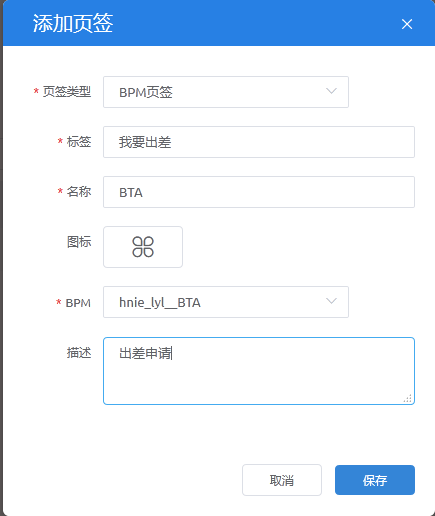 添加页签
* 页签类型 BPM页签
* 标签 我要出差
* 名称 BTA
图标
* BPM hnie_lyl__BTA
描述 出差申请
取消 保存